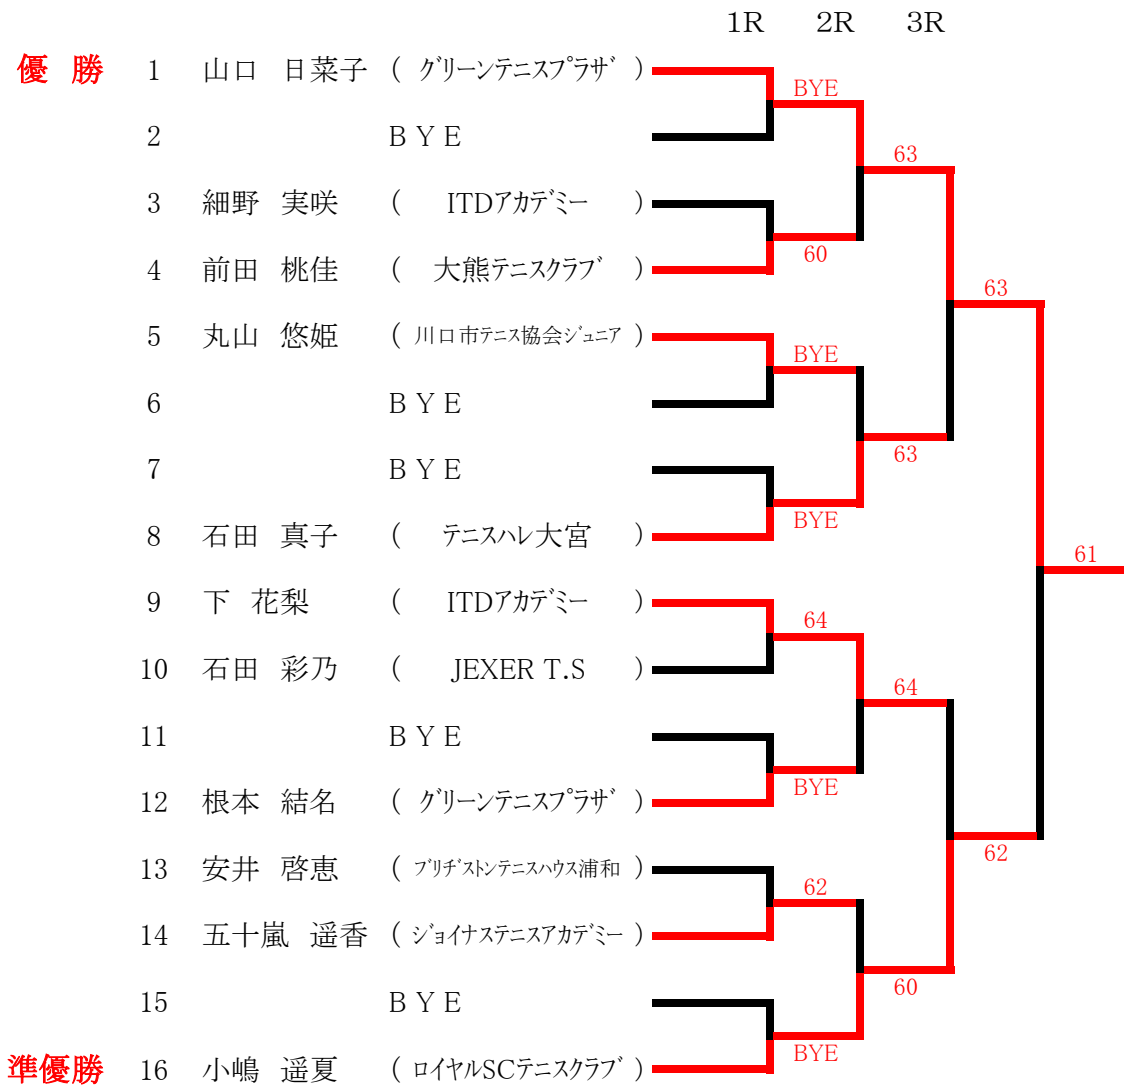 1R 2R 3R
優 勝 1 山口 日菜子 ( グリーンテニスプラザ )
BYE
2 B Y E
63
3 細野 実咲 ( ITDアカデミー )
60
4 前田 桃佳 ( 大熊テニスクラブ )
63
5 丸山 悠姫 ( 川口市テニス協会ジュニア )
BYE
6 B Y E
63
7 B Y E
BYE
8 石田 真子 ( テニスハレ大宮 )
61
9 下 花梨 ( ITDアカデミー )
64
10 石田 彩乃 ( JEXER T.S )
64
11 B Y E
BYE
12 根本 結名 ( グリーンテニスプラザ )
62
13 安井 啓恵 ( ブリヂストンテニスハウス浦和 )
62
14 五十嵐 遥香 ( ジョイナステニスアカデミー )
60
15 B Y E
BYE
準優勝 16 小嶋 遥夏 ( ロイヤルSCテニスクラブ )